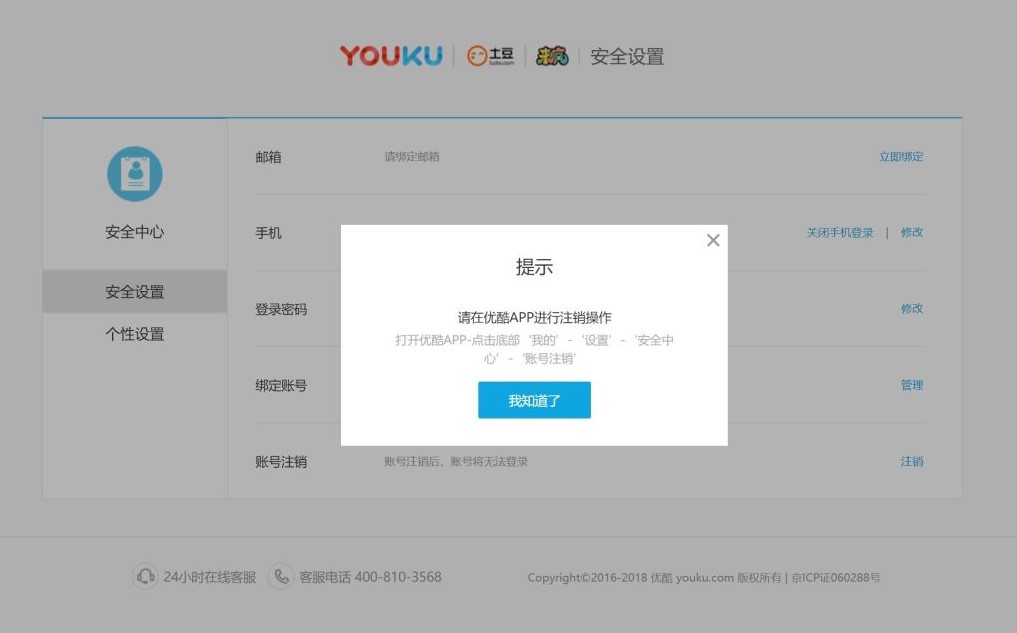 YOUKU 土豆 tudou.com 来疯 安全设置
安全中心
安全设置
个性设置
邮箱 请绑定邮箱 立即绑定
手机 关闭手机登录 | 修改
登录密码 修改
绑定账号 管理
账号注销 账号注销后，账号将无法登录 注销
提示
请在优酷APP进行注销操作
打开优酷APP-点击底部‘我的’-‘设置’-‘安全中
心’-‘账号注销’
我知道了
24小时在线客服 客服电话 400-810-3568 Copyright©2016-2018 优酷 youku.com 版权所有 | 京ICP证060288号